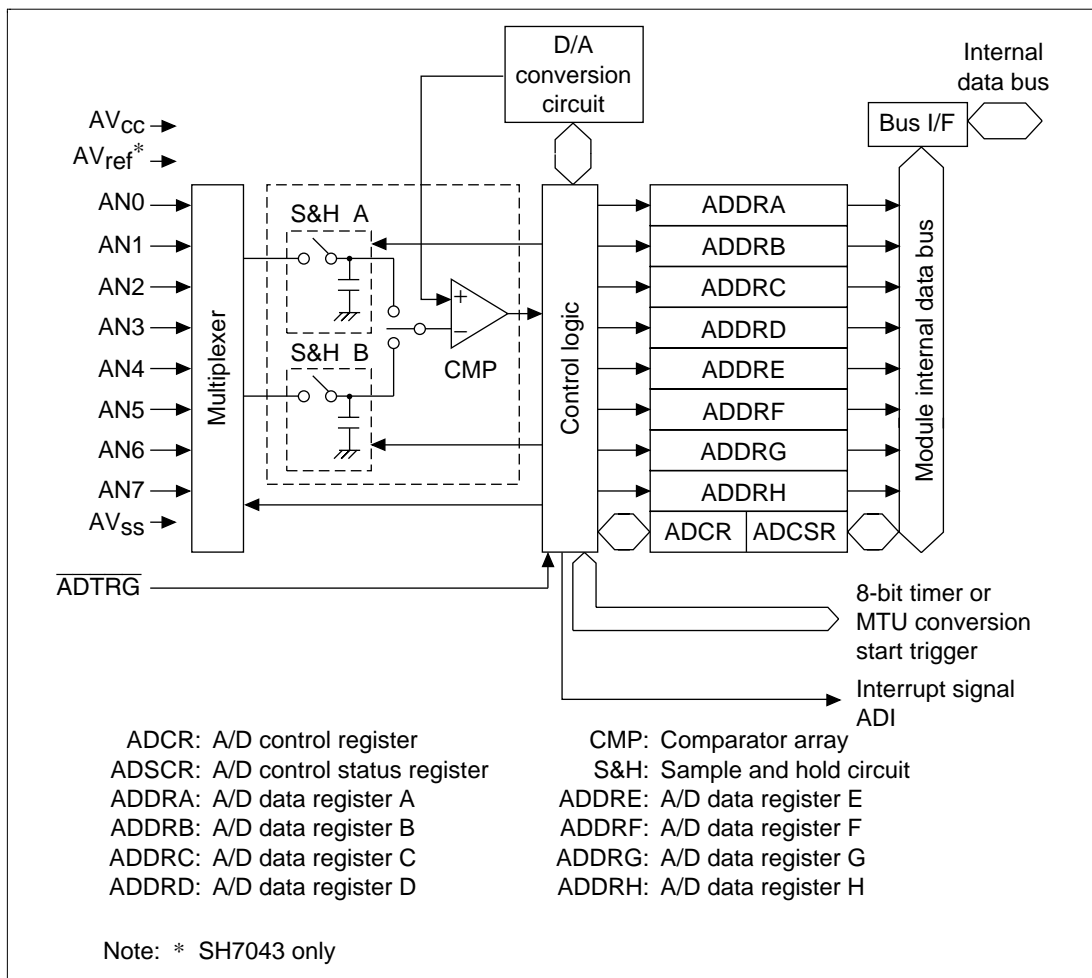 D/A
conversion
circuit
Internal
data bus
Bus I/F
AVcc
AVref*
AN0
AN1
AN2
AN3
AN4
AN5
AN6
AN7
AVss
Multiplexer
S&H A
S&H B
+
−
CMP
Control logic
ADDRA
ADDRB
ADDRC
ADDRD
ADDRE
ADDRF
ADDRG
ADDRH
ADCR
ADCSR
Module internal data bus
ADTRG
8-bit timer or
MTU conversion
start trigger
Interrupt signal
ADI
ADCR: A/D control register
ADSCR: A/D control status register
ADDRA: A/D data register A
ADDRB: A/D data register B
ADDRC: A/D data register C
ADDRD: A/D data register D
CMP: Comparator array
S&H: Sample and hold circuit
ADDRE: A/D data register E
ADDRF: A/D data register F
ADDRG: A/D data register G
ADDRH: A/D data register H
Note: * SH7043 only